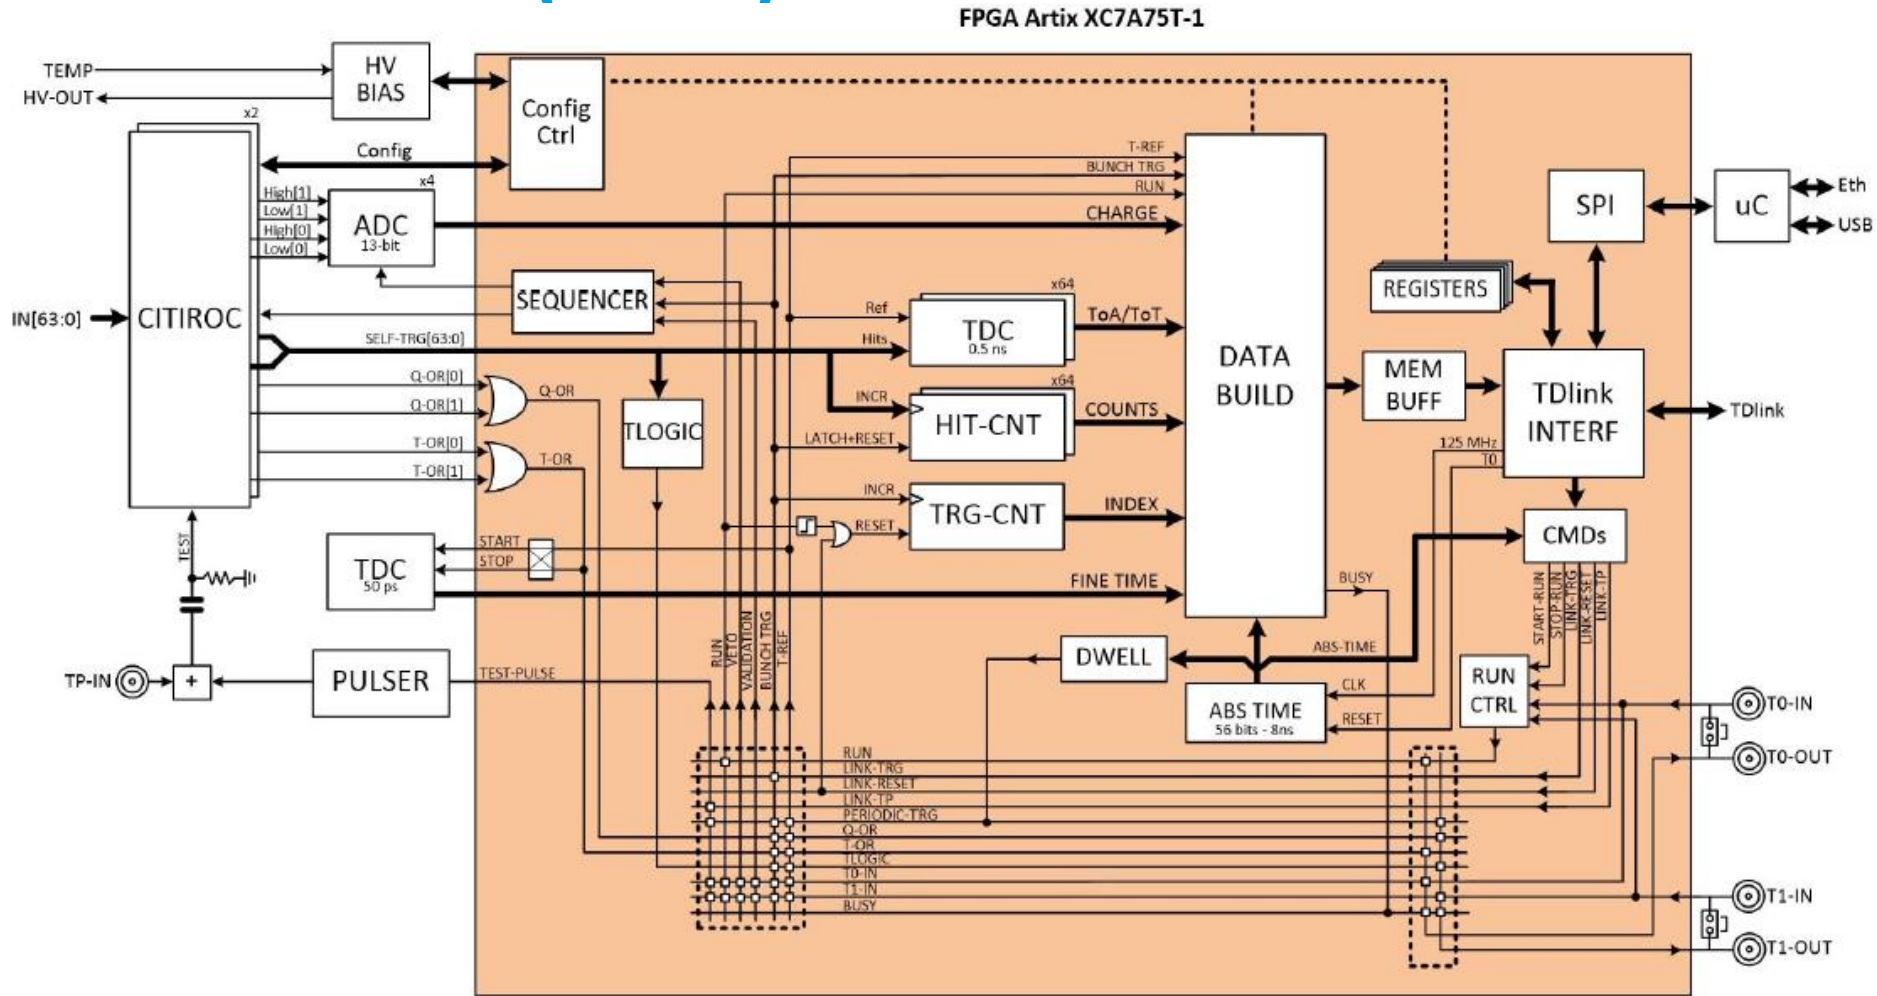 FPGA Artix XC7A75T-1
TEMP
HV-OUT
HV
BIAS
Config
Ctrl
x2
Config
High[1]
Low[1]
High[0]
Low[0]
x4
ADC
13-bit
T-REF
BUNCH TRG
RUN
CHARGE
SPI
uC
Eth
USB
IN[63:0]
CITIROC
SEQUENCER
SELF-TRG[63:0]
Ref
Hits
x64
TDC
0.5 ns
ToA/ToT
DATA
BUILD
REGISTERS
MEM
BUFF
TDlink
INTERF
TDlink
Q-OR[0]
Q-OR[1]
Q-OR
T-OR[0]
T-OR[1]
T-OR
TLOGIC
INCR
LATCH+RESET
x64
HIT-CNT
COUNTS
125 MHz
T0
INCR
RESET
TRG-CNT
INDEX
CMDs
TEST
TDC
50 ps
START
STOP
FINE TIME
BUSY
START-RUN
STOP-RUN
LINK-TRG
LINK-RESET
LINK-TP
RUN
VETO
VALIDATION
BUNCH TRG
T-REF
DWELL
ABS-TIME
TP-IN
+
PULSER
TEST-PULSE
CLK
RESET
ABS TIME
56 bits - 8ns
RUN
CTRL
T0-IN
T0-OUT
RUN
LINK-TRG
LINK-RESET
LINK-TP
PERIODIC-TRG
Q-OR
T-OR
TLOGIC
T0-IN
T1-IN
BUSY
T1-IN
T1-OUT